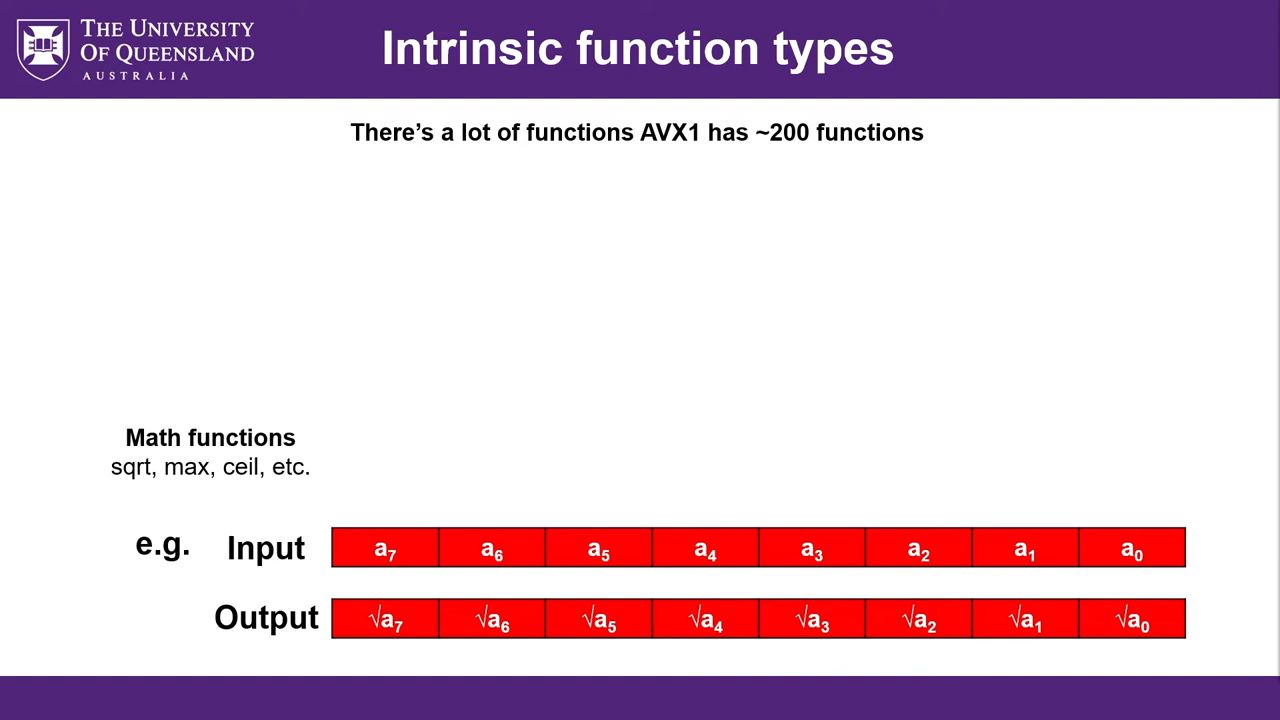 THE UNIVERSITY
OF QUEENSLAND
AUSTRALIA
Intrinsic function types
There's a lot of functions AVX1 has ~200 functions
Math functions
sqrt, max, ceil, etc.
e.g. Input a₇ a₆ a₅ a₄ a₃ a₂ a₁ a₀
Output √a₇ √a₆ √a₅ √a₄ √a₃ √a₂ √a₁ √a₀